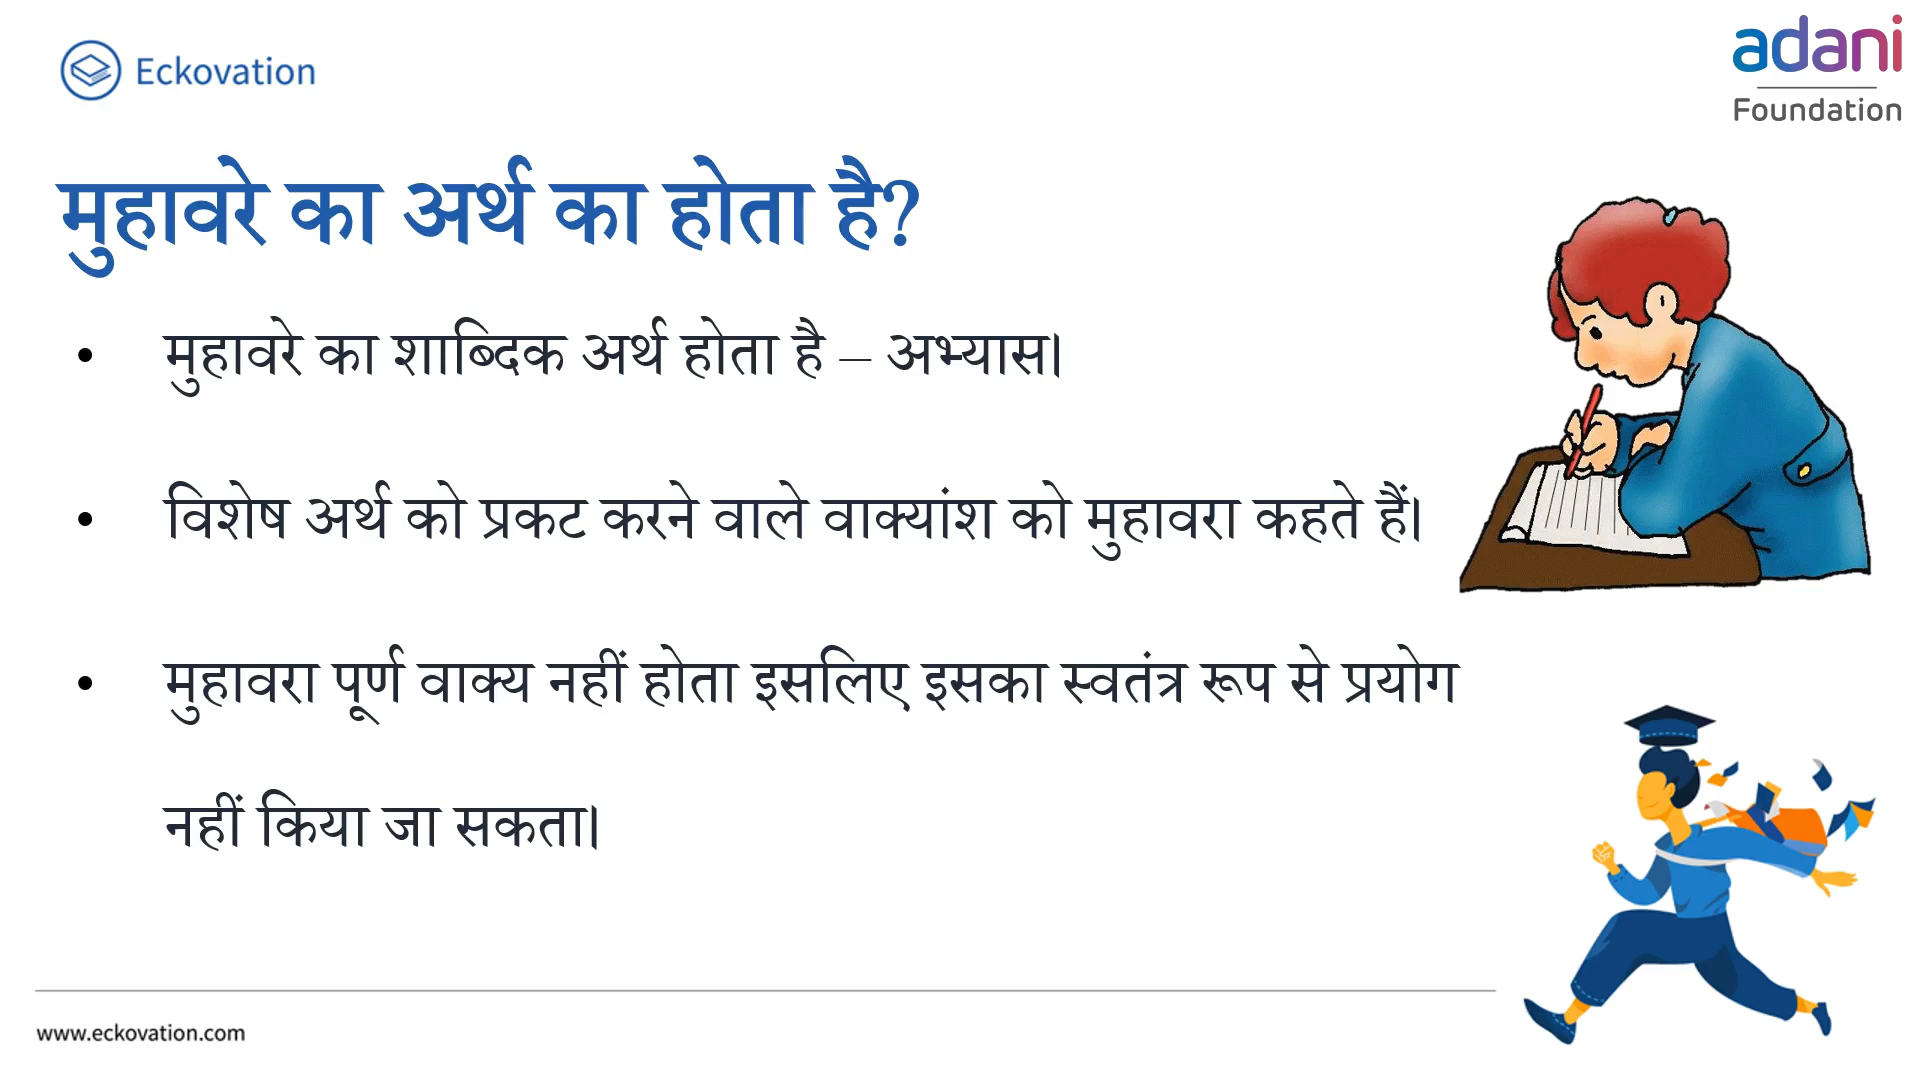 Eckovation
adani
Foundation
मुहावरे का अर्थ का होता है?
• मुहावरे का शाब्दिक अर्थ होता है – अभ्यास।
• विशेष अर्थ को प्रकट करने वाले वाक्यांश को मुहावरा कहते हैं।
• मुहावरा पूर्ण वाक्य नहीं होता इसलिए इसका स्वतंत्र रूप से प्रयोग
नहीं किया जा सकता।
www.eckovation.com